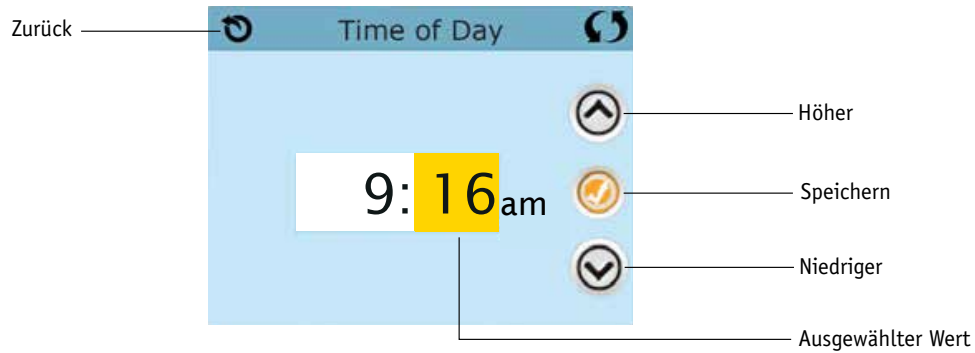 Zurück
Time of Day
Höher
9:16am
Speichern
Niedriger
Ausgewählter Wert